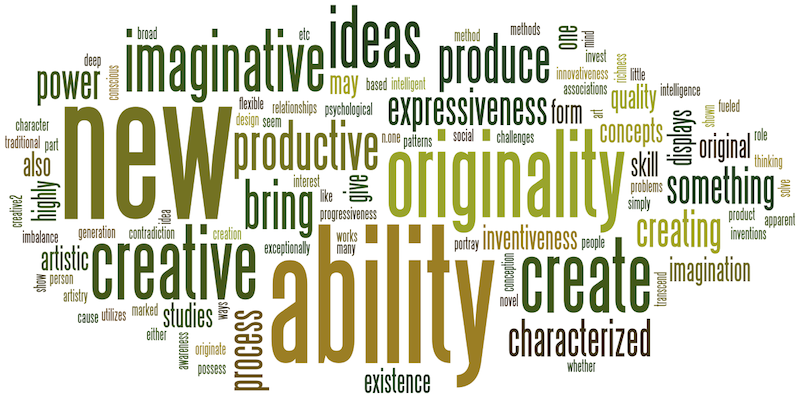 broad
etc
imaginative
ideas
deep
conscious
power
method
methods
one
mind
produce
invest
innovativeness
richness
little
associations
may
based
intelligent
intelligence
quality
new
flexible
relationships
psychological
expressiveness
form
art
shown
fueled
character
traditional
part
design
seem
productive
n.one
patterns
social
challenges
concepts
displays
original
role
also
thinking
highly
creative2
interest
give
originality
skill
problems
simply
something
solve
idea
bring
like
progressiveness
product
apparent
inventions
imbalance
generation
contradiction
creation
works
many
portray
inventiveness
people
creating
artistic
creative
exceptionally
ability
conception
novel
create
transcend
imagination
show
person
artistry
cause
utilizes
marked
studies
ways
either
awareness
originate
possess
process
characterized
whether
existence